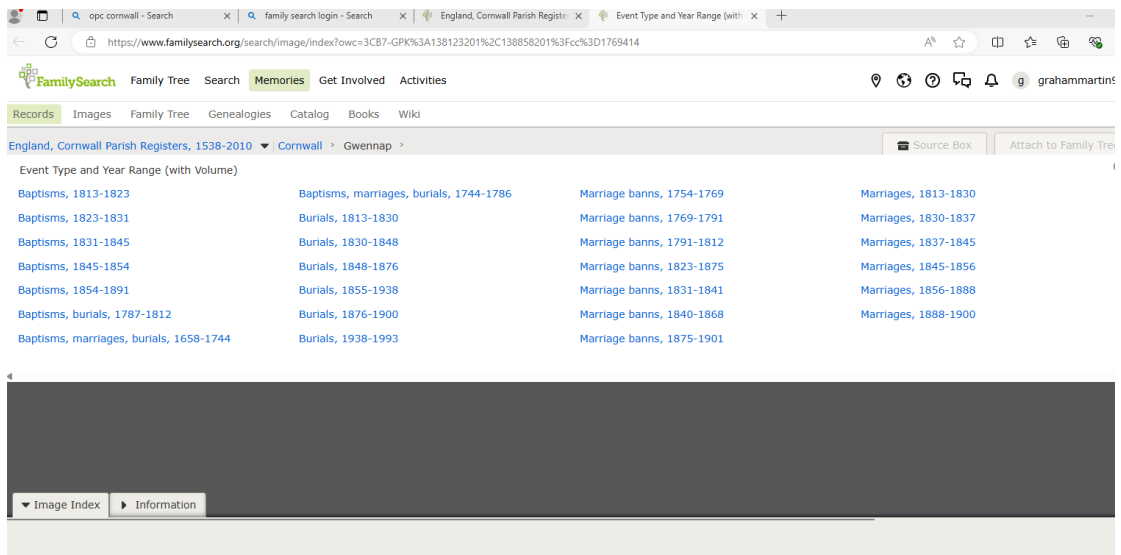 opc cornwall - Search
family search login - Search
England, Cornwall Parish Register
Event Type and Year Range (with
https://www.familysearch.org/search/image/index?owc=3CB7-GPK%3A138123201%2C138858201%3Fcc%3D1769414
FamilySearch Family Tree Search Memories Get Involved Activities g grahammartin9
Records Images Family Tree Genealogies Catalog Books Wiki
England, Cornwall Parish Registers, 1538-2010 Cornwall Gwennap Source Box Attach to Family Tree
Event Type and Year Range (with Volume)
Baptisms, 1813-1823 Baptisms, marriages, burials, 1744-1786 Marriage banns, 1754-1769 Marriages, 1813-1830
Baptisms, 1823-1831 Burials, 1813-1830 Marriage banns, 1769-1791 Marriages, 1830-1837
Baptisms, 1831-1845 Burials, 1830-1848 Marriage banns, 1791-1812 Marriages, 1837-1845
Baptisms, 1845-1854 Burials, 1848-1876 Marriage banns, 1823-1875 Marriages, 1845-1856
Baptisms, 1854-1891 Burials, 1855-1938 Marriage banns, 1831-1841 Marriages, 1856-1888
Baptisms, burials, 1787-1812 Burials, 1876-1900 Marriage banns, 1840-1868 Marriages, 1888-1900
Baptisms, marriages, burials, 1658-1744 Burials, 1938-1993 Marriage banns, 1875-1901
Image Index Information